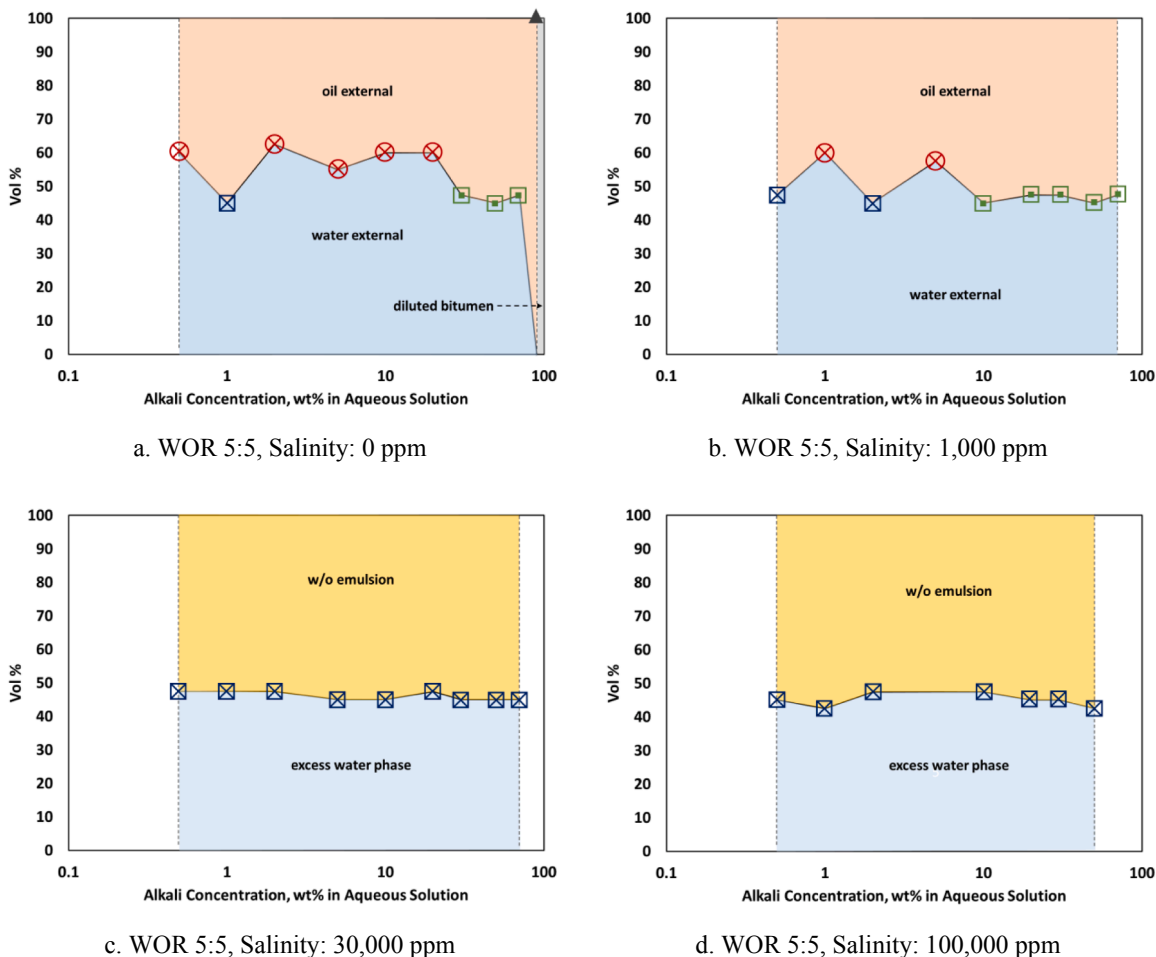 100
90
80
70
60
50
40
30
20
10
0
Vol %
oil external
water external
diluted bitumen
0.1 1 10 100
Alkali Concentration, wt% in Aqueous Solution
a. WOR 5:5, Salinity: 0 ppm
100
90
80
70
60
50
40
30
20
10
0
Vol %
oil external
water external
0.1 1 10 100
Alkali Concentration, wt% in Aqueous Solution
b. WOR 5:5, Salinity: 1,000 ppm
100
90
80
70
60
50
40
30
20
10
0
Vol %
w/o emulsion
excess water phase
0.1 1 10 100
Alkali Concentration, wt% in Aqueous Solution
c. WOR 5:5, Salinity: 30,000 ppm
100
90
80
70
60
50
40
30
20
10
0
Vol %
w/o emulsion
excess water phase
0.1 1 10 100
Alkali Concentration, wt% in Aqueous Solution
d. WOR 5:5, Salinity: 100,000 ppm